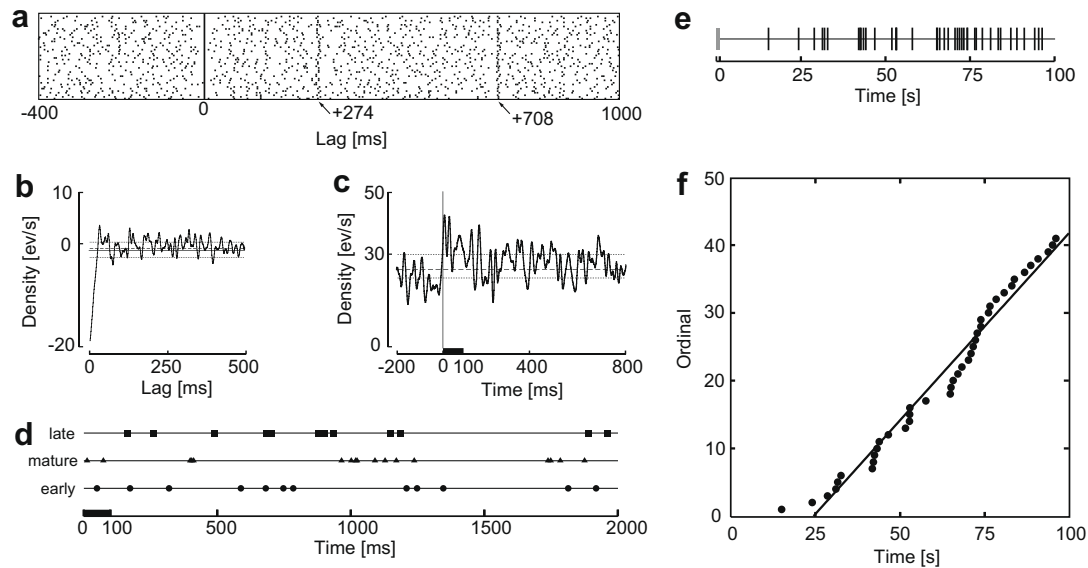 a
-400
0
+274
+708
1000
Lag [ms]
b
10
0
-20
Density [ev/s]
0
250
500
Lag [ms]
c
50
30
0
Density [ev/s]
-200
0
100
400
800
Time [ms]
d
late
mature
early
0
100
500
1000
1500
2000
Time [ms]
e
0
25
50
75
100
Time [s]
f
50
40
30
20
10
0
Ordinal
0
25
50
75
100
Time [s]